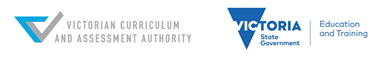 VICTORIAN CURRICULUM
AND ASSESSMENT AUTHORITY
VICTORIA
State
Government
Education
and Training